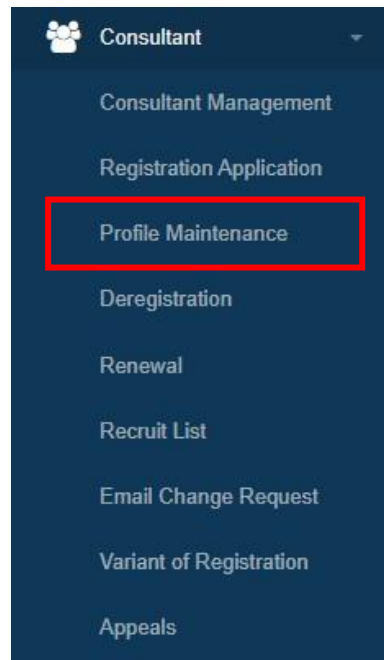 Consultant
Consultant Management
Registration Application
Profile Maintenance
Deregistration
Renewal
Recruit List
Email Change Request
Variant of Registration
Appeals